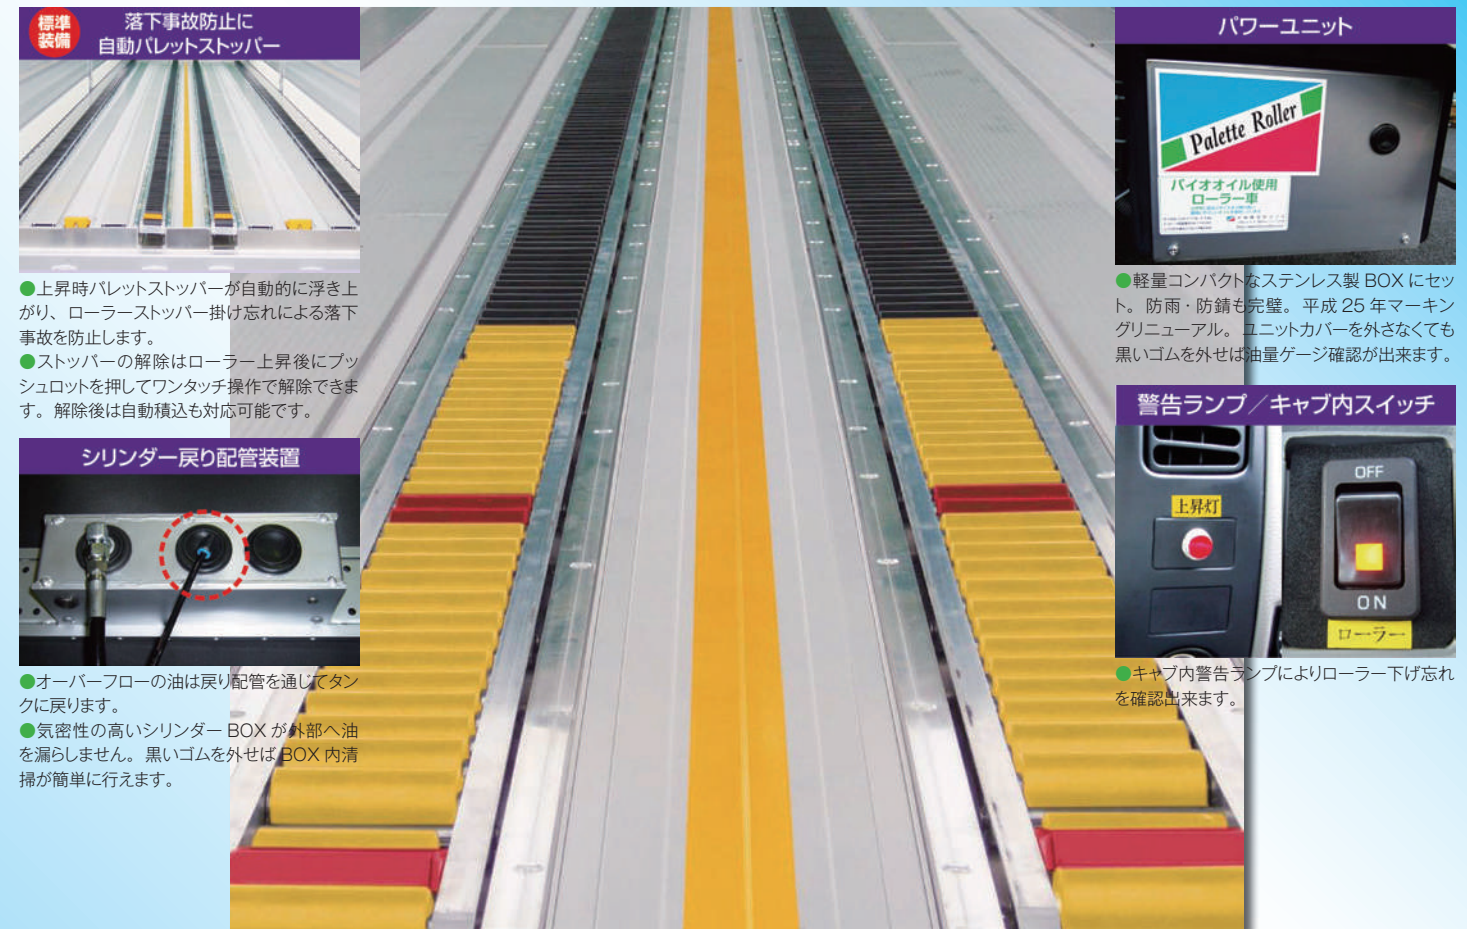 標準
装備
落下事故防止に
自動パレットストッパー
●上昇時パレットストッパーが自動的に浮き上
がり、ローラーストッパー掛け忘れによる落下
事故を防止します。
●ストッパーの解除はローラー上昇後にプッ
シュロットを押してワンタッチ操作で解除できま
す。解除後は自動積込も対応可能です。
シリンダー戻り配管装置
●オーバーフローの油は戻り配管を通じてタン
クに戻ります。
●気密性の高いシリンダー BOX が外部へ油
を漏らしません。黒いゴムを外せば BOX 内清
掃が簡単に行えます。
パワーユニット
Palette Roller
バイオオイル使用
ローラー車
●軽量コンパクトなステンレス製 BOX にセッ
ト。防雨・防錆も完璧。平成 25 年マーキン
グリニューアル。ユニットカバーを外さなくても
黒いゴムを外せば油量ゲージ確認が出来ます。
警告ランプ／キャブ内スイッチ
上昇灯
OFF
ON
ローラー
●キャブ内警告ランプによりローラー下げ忘れ
を確認出来ます。